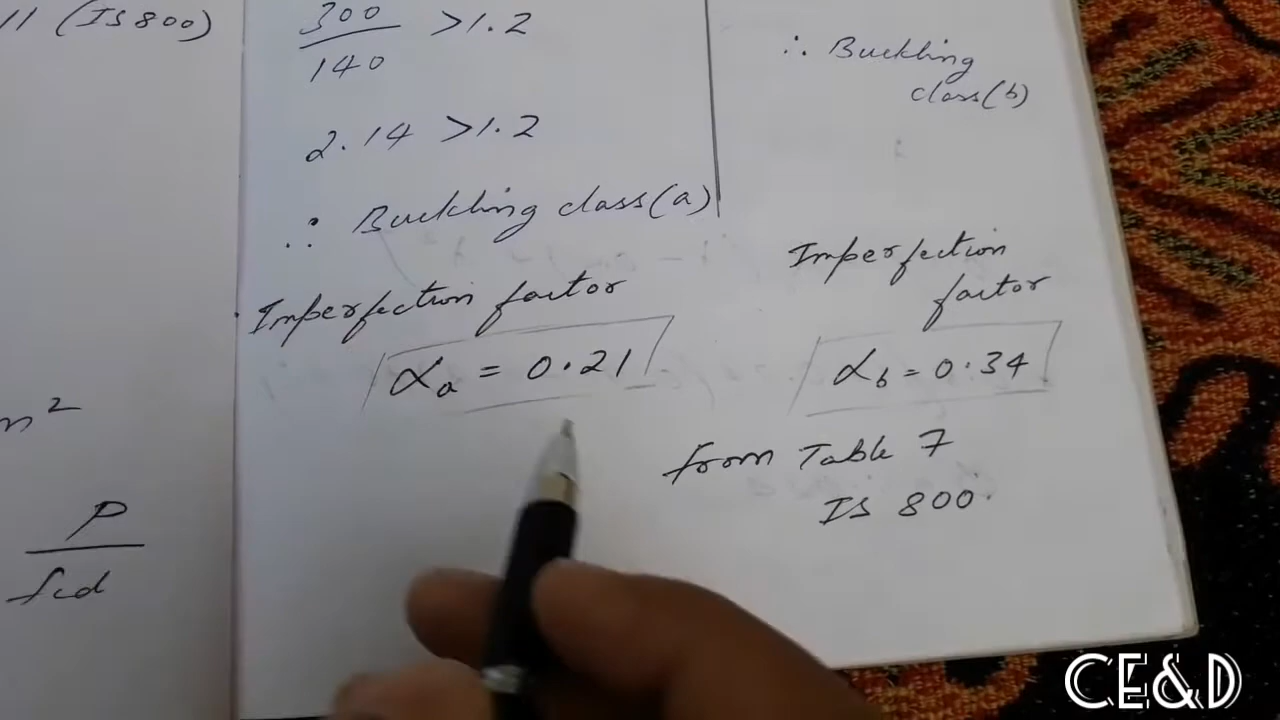 11 (IS 800)
m²
P
fcd
300 > 1.2
140
2.14 > 1.2
∴ Buckling class (a)
Imperfection factor
αa = 0.21
∴ Buckling
class (b)
Imperfection
factor
αb = 0.34
from Table 7
IS 800.
CE&D